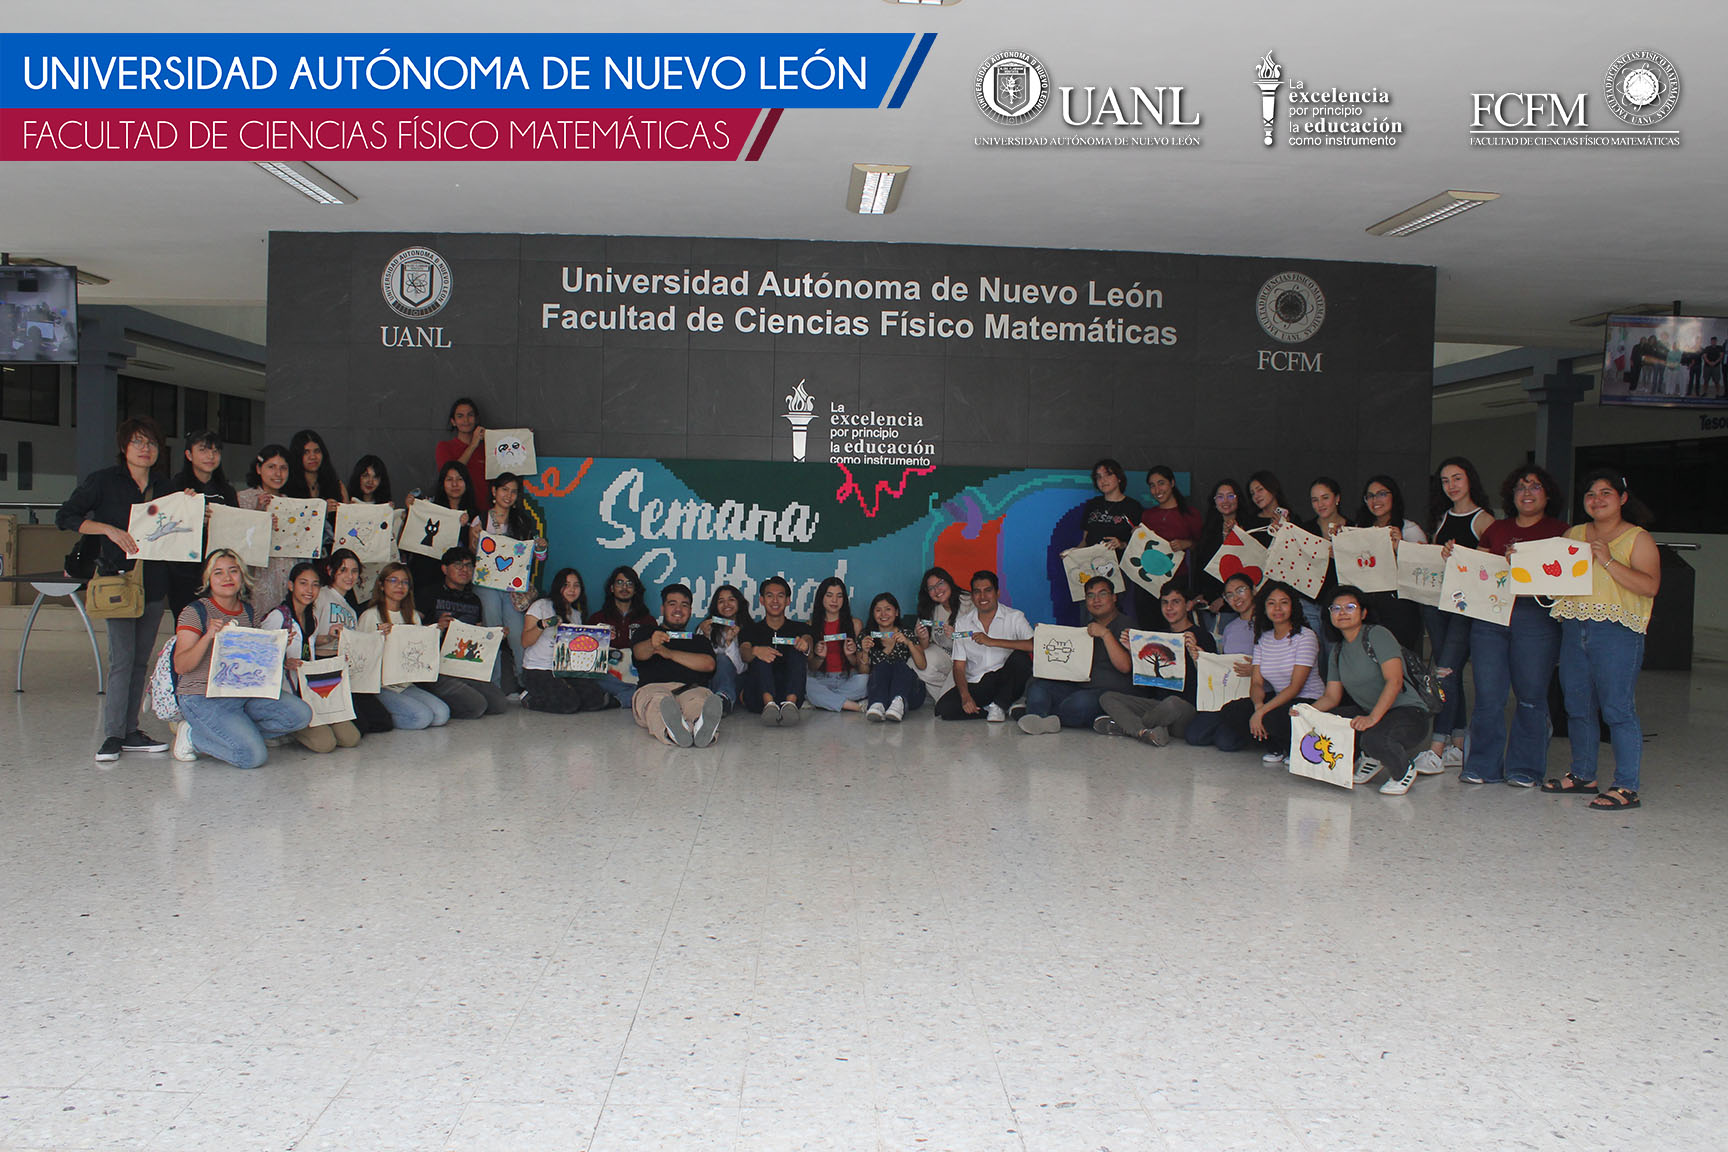 UNIVERSIDAD AUTÓNOMA DE NUEVO LEÓN
FACULTAD DE CIENCIAS FÍSICO MATEMÁTICAS
UANL
UNIVERSIDAD AUTÓNOMA DE NUEVO LEÓN
La
excelencia
por principio
la educación
como instrumento
FCFM
FACULTAD DE CIENCIAS FÍSICO MATEMÁTICAS
UANL
Universidad Autónoma de Nuevo León
Facultad de Ciencias Físico Matemáticas
FCFM
La
excelencia
por principio
la educación
como instrumento
Semana
Cultural